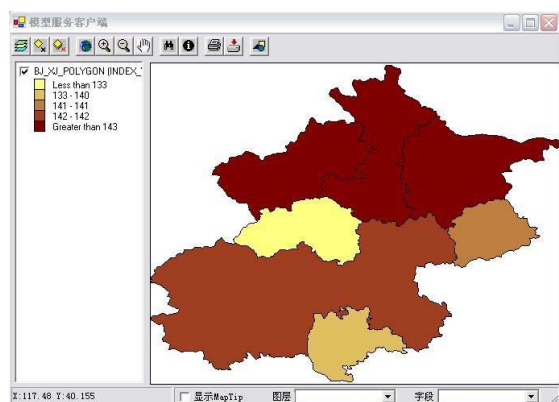 模型服务客户端
BJ_XJ_POLYGON (INDEX_
Less than 133
133 - 140
141 - 141
142 - 142
Greater than 143
X:117.48 Y:40.155
显示MapTip 图层 字段